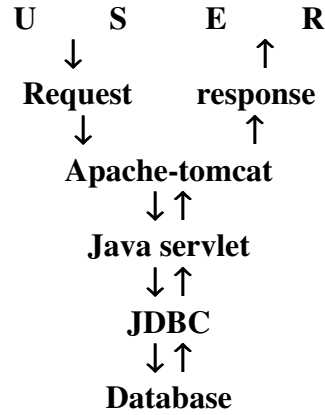 U S E R
↓ ↑
Request response
↓ ↑
Apache-tomcat
↓ ↑
Java servlet
↓ ↑
JDBC
↓ ↑
Database